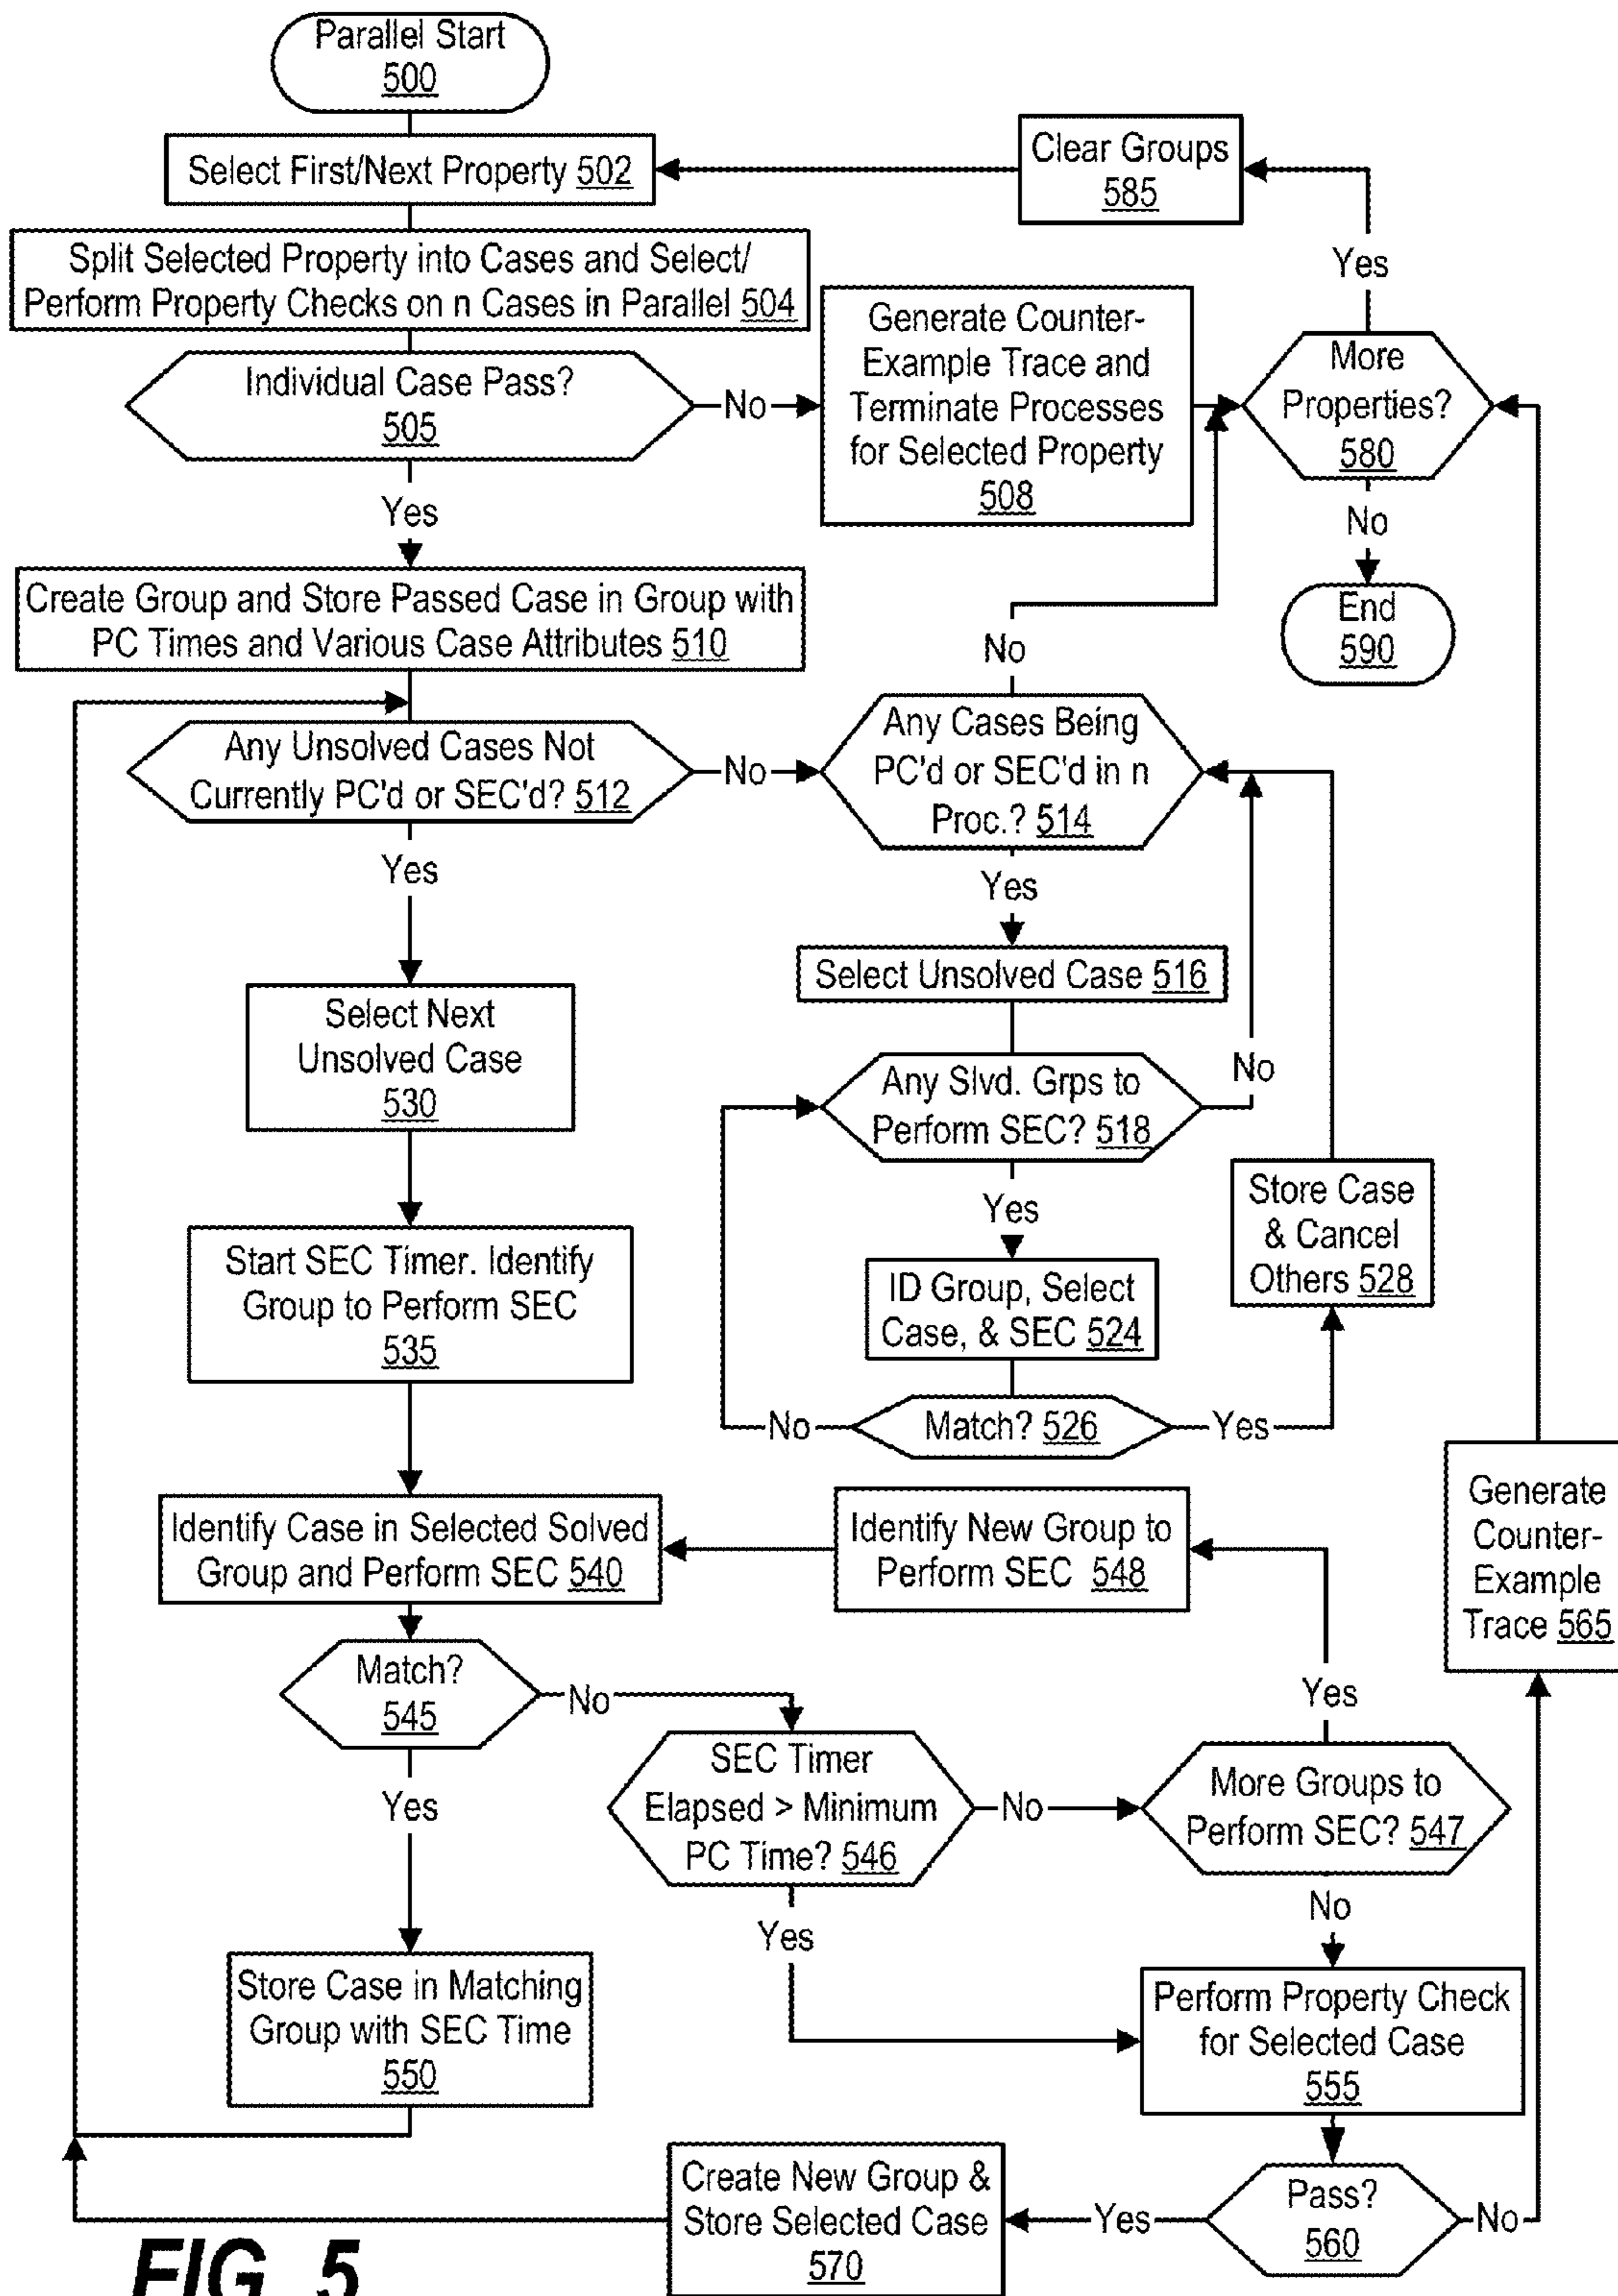 Parallel Start
500
Select First/Next Property 502
Clear Groups
585
Split Selected Property into Cases and Select/
Perform Property Checks on n Cases in Parallel 504
Yes
Individual Case Pass?
505
No
Generate Counter-
Example Trace and
Terminate Processes
for Selected Property
508
More
Properties?
580
Yes
No
Create Group and Store Passed Case in Group with
PC Times and Various Case Attributes 510
End
590
No
Any Unsolved Cases Not
Currently PC'd or SEC'd? 512
No
Any Cases Being
PC'd or SEC'd in n
Proc.? 514
Yes
Yes
Select Unsolved Case 516
Select Next
Unsolved Case
530
Any Slvd. Grps to
Perform SEC? 518
No
Yes
Store Case
& Cancel
Others 528
Start SEC Timer. Identify
Group to Perform SEC
535
ID Group, Select
Case, & SEC 524
No
Match? 526
Yes
Identify Case in Selected Solved
Group and Perform SEC 540
Identify New Group to
Perform SEC 548
Generate
Counter-
Example
Trace 565
Match?
545
No
Yes
SEC Timer
Elapsed > Minimum
PC Time? 546
No
More Groups to
Perform SEC? 547
Yes
No
Yes
Store Case in Matching
Group with SEC Time
550
Perform Property Check
for Selected Case
555
Create New Group &
Store Selected Case
570
Yes
Pass?
560
No
FIG. 5